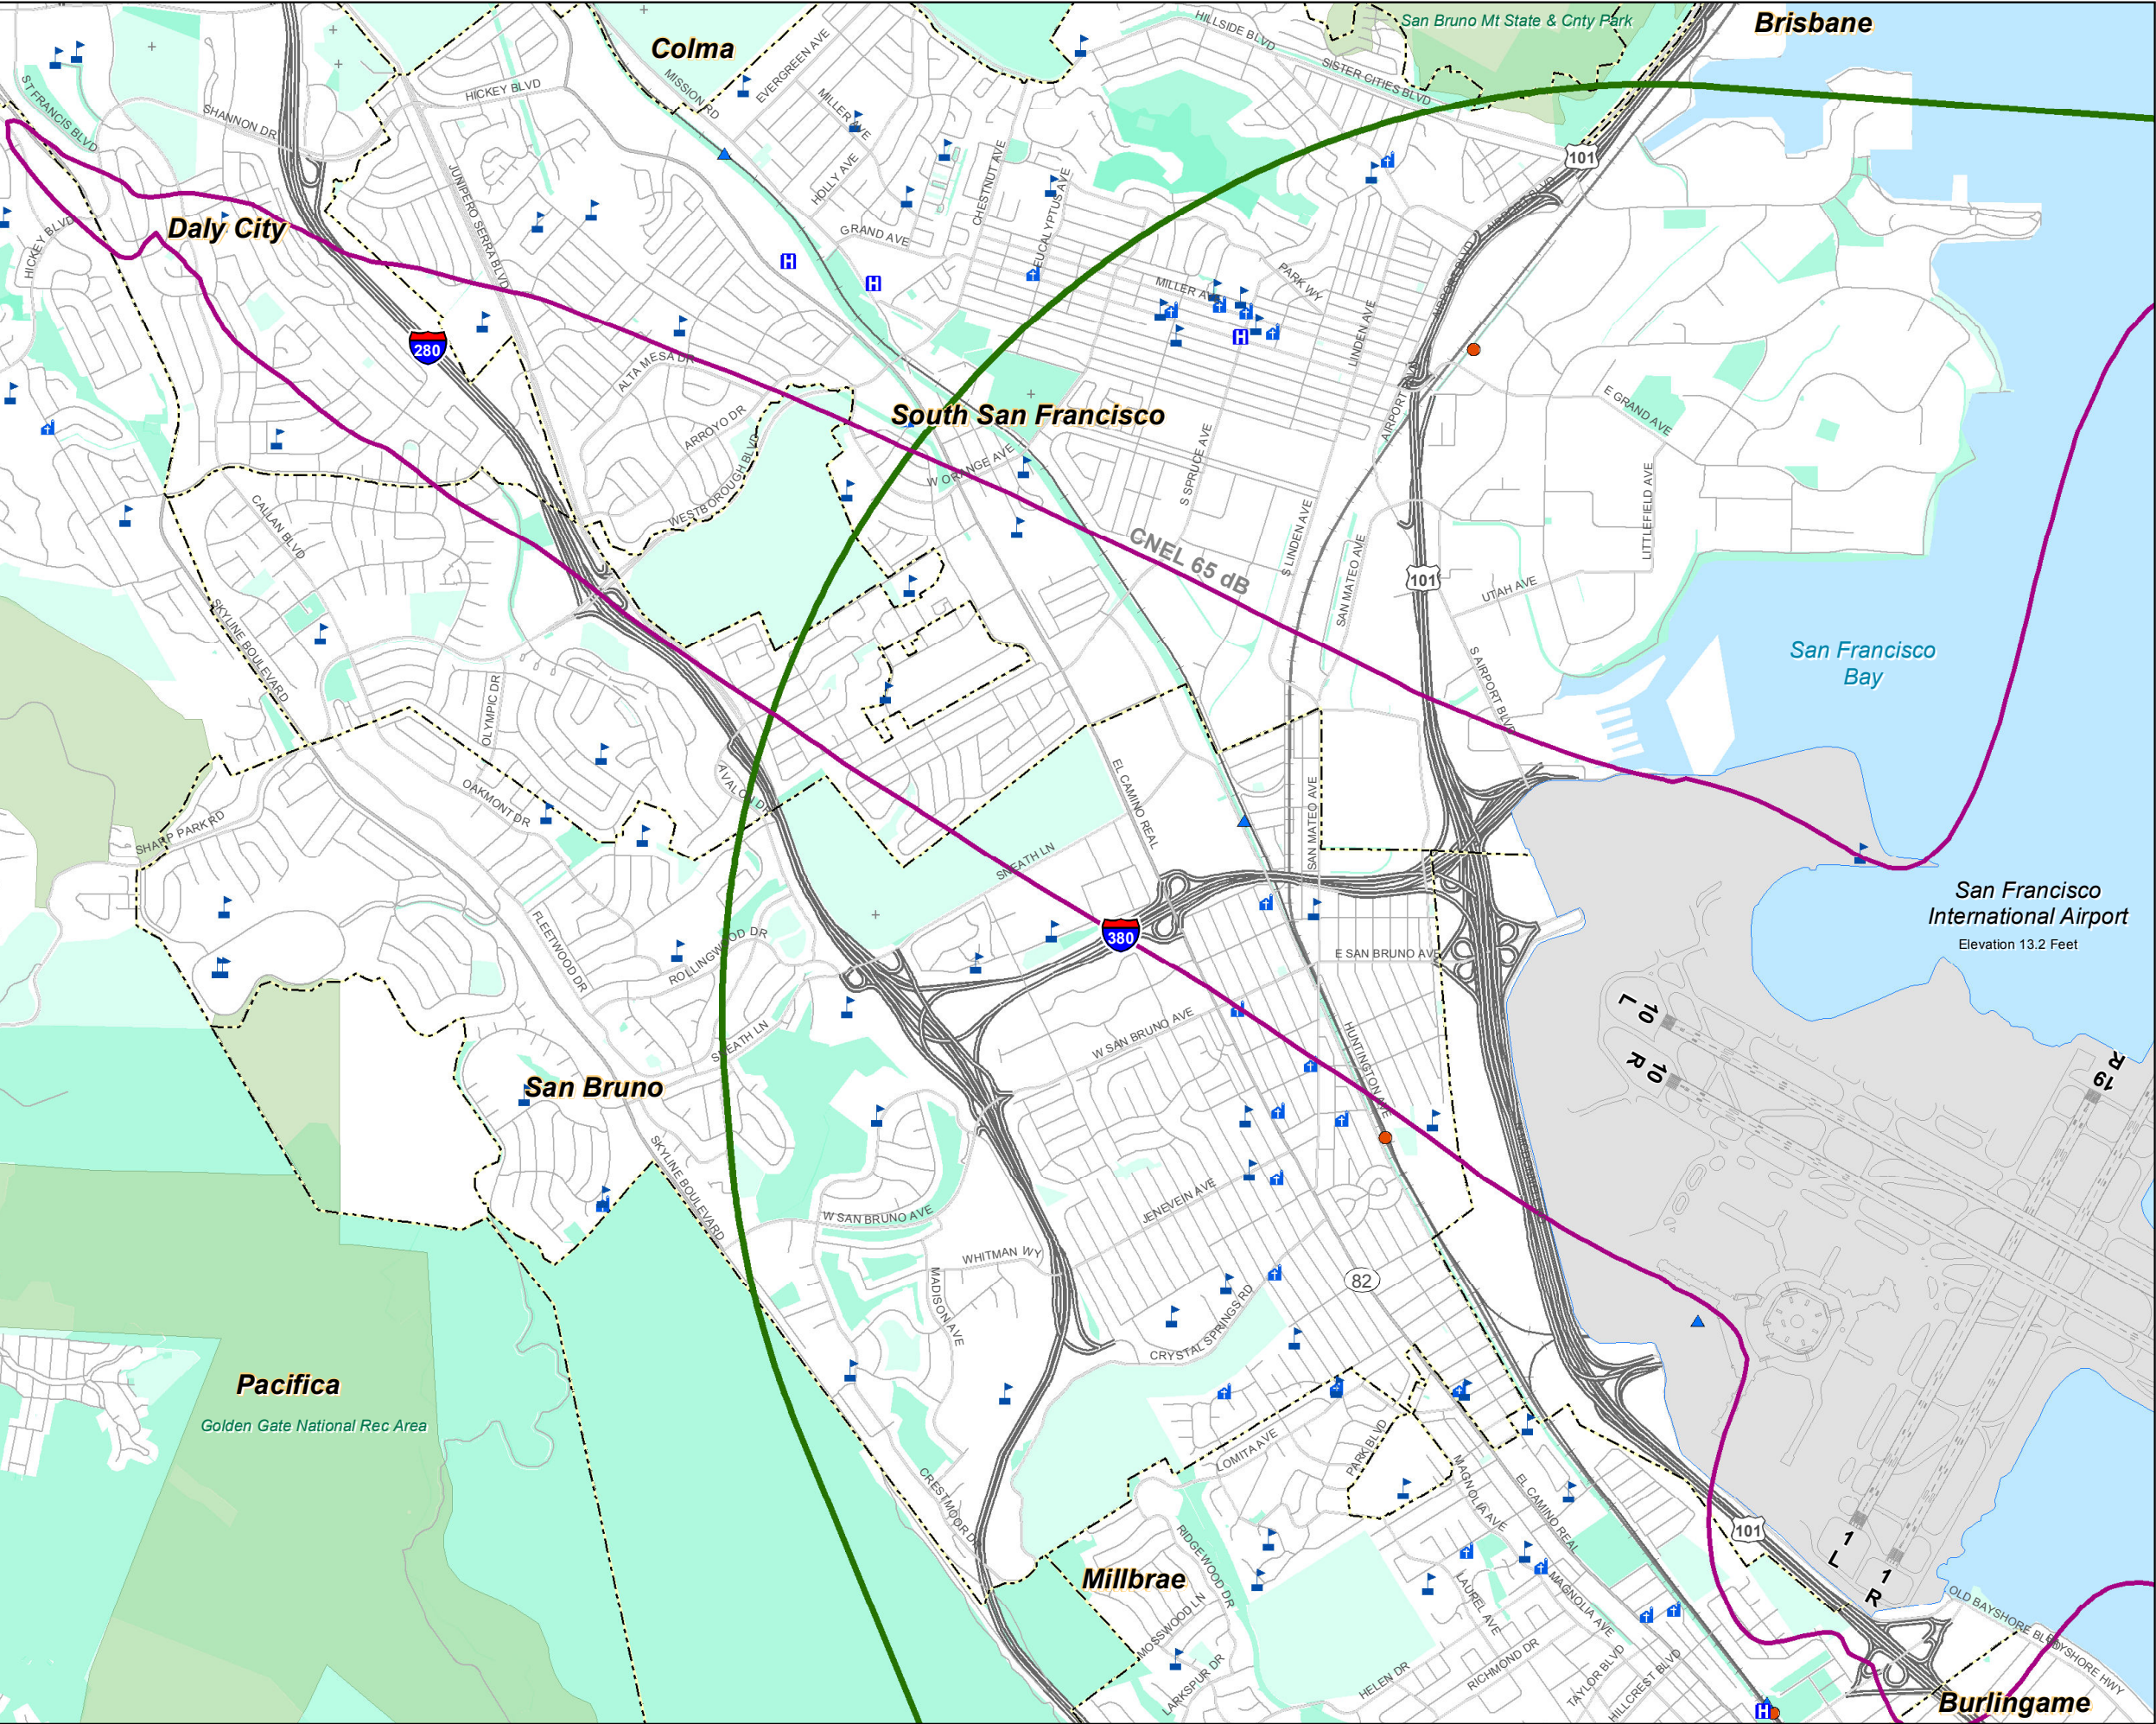 Brisbane
San Bruno Mt State & Cnty Park
HILLSIDE BLVD
SISTER CITIES BLVD
Colma
MISSION RD
EVERGREEN AVE
MILLER AVE
HOLLY AVE
ST FRANCIS BLVD
SHANNON DR
HICKEY BLVD
JUNIPERO SERRA BLVD
CHESTNUT AVE
EUCALYPTUS AVE
GRAND AVE
101
AIRPORT BLVD
AIRPORT BLVD
Daly City
HICKEY BLVD
H
H
MILLER AVE
PARK WY
H
LINDEN AVE
280
ALTA MESA DR
ARROYO DR
WESTBOROUGH BLVD
South San Francisco
W ORANGE AVE
S SPRUCE AVE
E GRAND AVE
LITTLEFIELD AVE
CALLAN BLVD
CNEL 65 dB
S LINDEN AVE
SAN MATEO AVE
101
UTAH AVE
SKYLINE BOULEVARD
OLYMPIC DR
San Francisco
Bay
S AIRPORT BLVD
OAKMONT DR
AVALON DR
EL CAMINO REAL
SHARP PARK RD
SNEATH LN
SAN MATEO AVE
San Francisco
International Airport
Elevation 13.2 Feet
FLEETWOOD DR
ROLLINGWOOD DR
380
E SAN BRUNO AVE
SNEATH LN
W SAN BRUNO AVE
HUNTINGTON AVE
10
L
10
R
19
R
San Bruno
SKYLINE BOULEVARD
W SAN BRUNO AVE
JENEVEIN AVE
WHITMAN WY
MADISON AVE
82
CRYSTAL SPRINGS RD
Pacifica
Golden Gate National Rec Area
CRESTMOOR DR
LOMITA AVE
PARK BLVD
MAGNOLIA AVE
EL CAMINO REAL
101
1
L
1
R
Millbrae
RIDGEWOOD DR
MOSSWOOD LN
LARKSPUR DR
LAUREL AVE
MAGNOLIA AVE
HELEN DR
RICHMOND DR
TAYLOR BLVD
HILLCREST BLVD
OLD BAYSHORE
BAYSHORE HWY
H
Burlingame